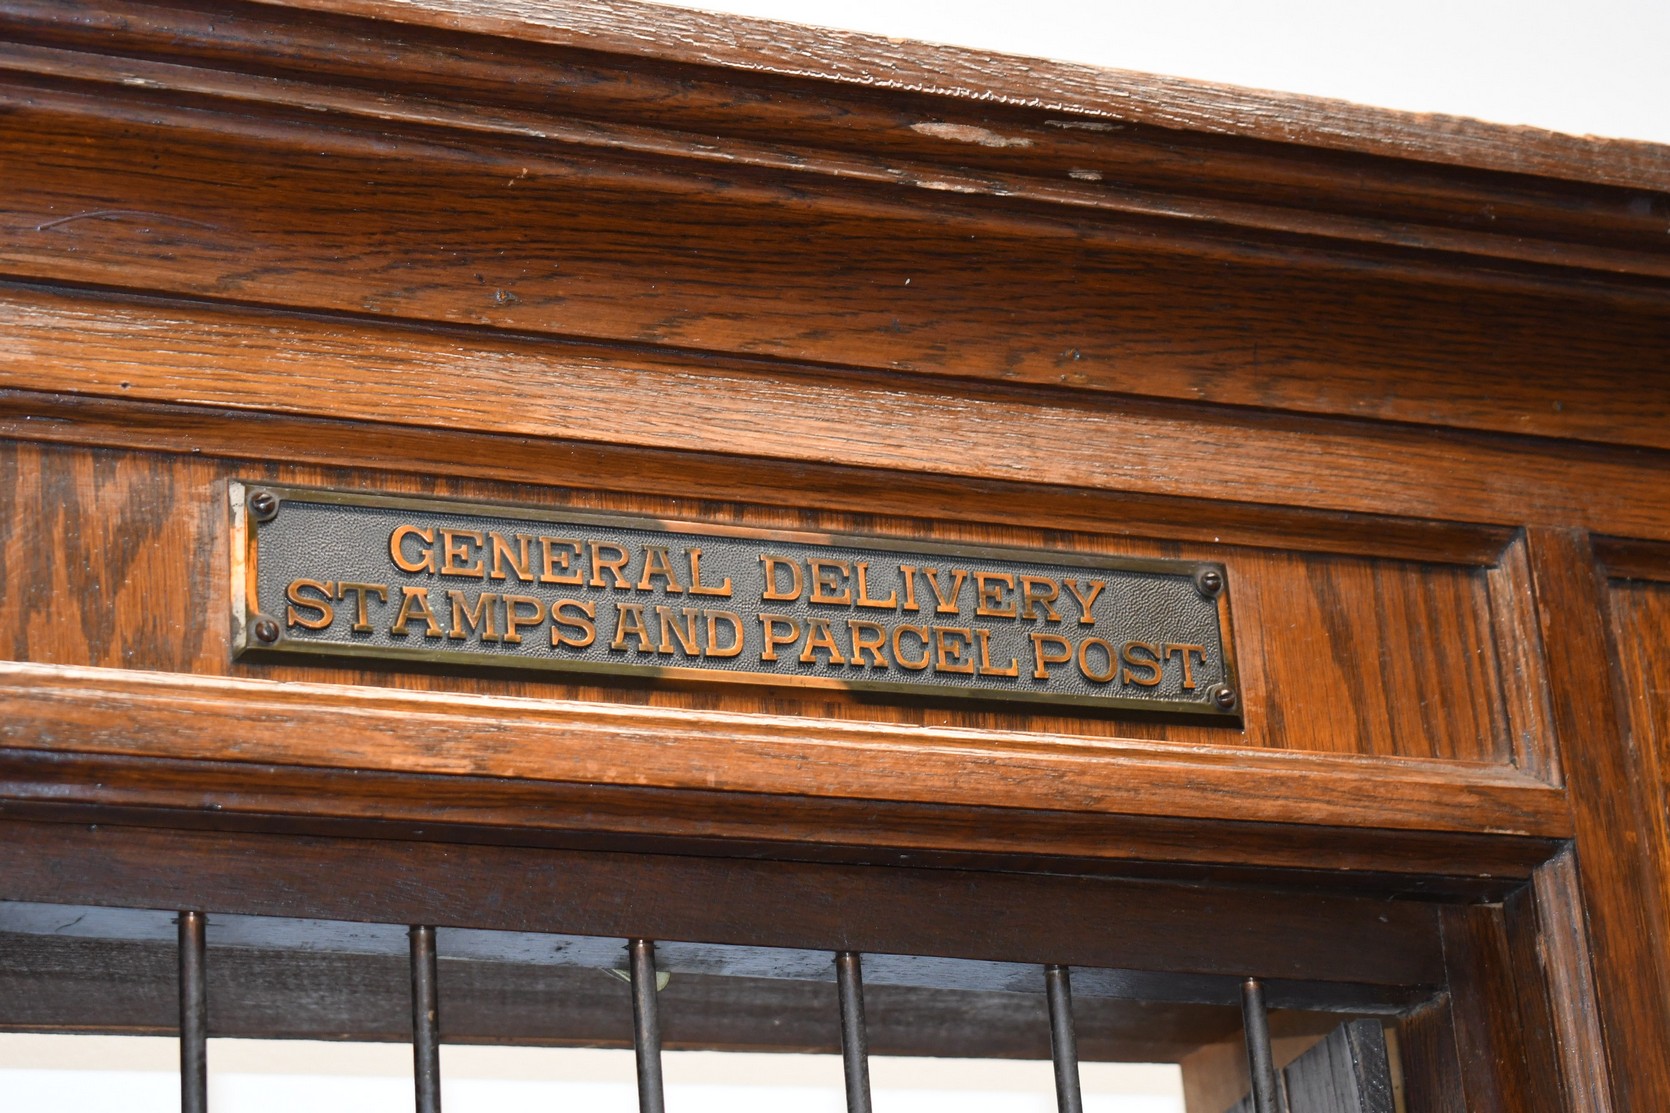 GENERAL DELIVERY
STAMPS AND PARCEL POST